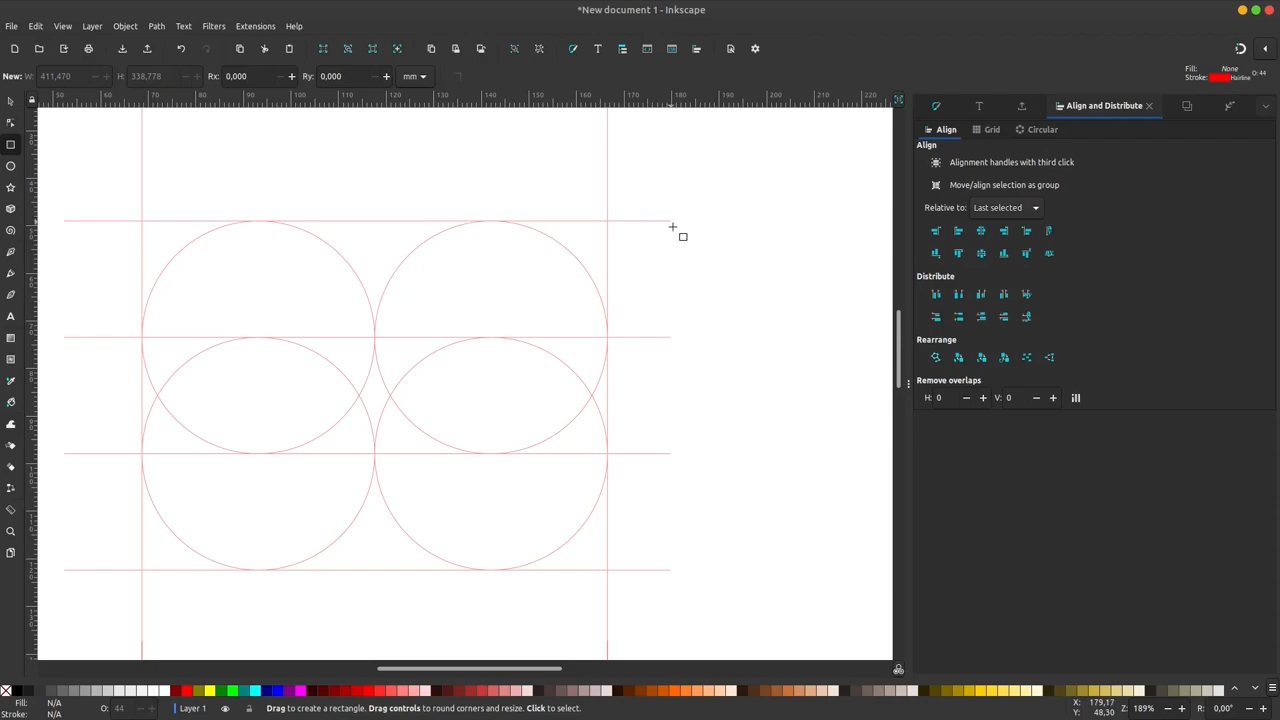 *New document 1 - Inkscape
File Edit View Layer Object Path Text Filters Extensions Help
New: W: 411,470 H: 338,778 Rx: 0,000 Ry: 0,000 mm
Fill: None
Stroke: Hairline O: 44
50 60 70 80 90 100 110 120 130 140 150 160 170 180 190 200 210 220
Align and Distribute
Align Grid Circular
Align
Alignment handles with third click
Move/align selection as group
Relative to: Last selected
Distribute
Rearrange
Remove overlaps
H: 0 V: 0
Fill: N/A
Stroke: N/A
O: 44
Layer 1
Drag to create a rectangle. Drag controls to round corners and resize. Click to select.
X: 179,17
Y: 48,30
Z: 189%
R: 0,00°